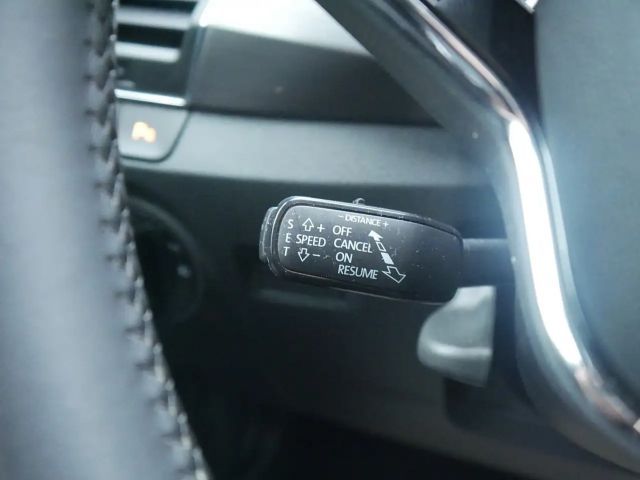 - DISTANCE +
S + OFF
E SPEED CANCEL
T - ON
RESUME